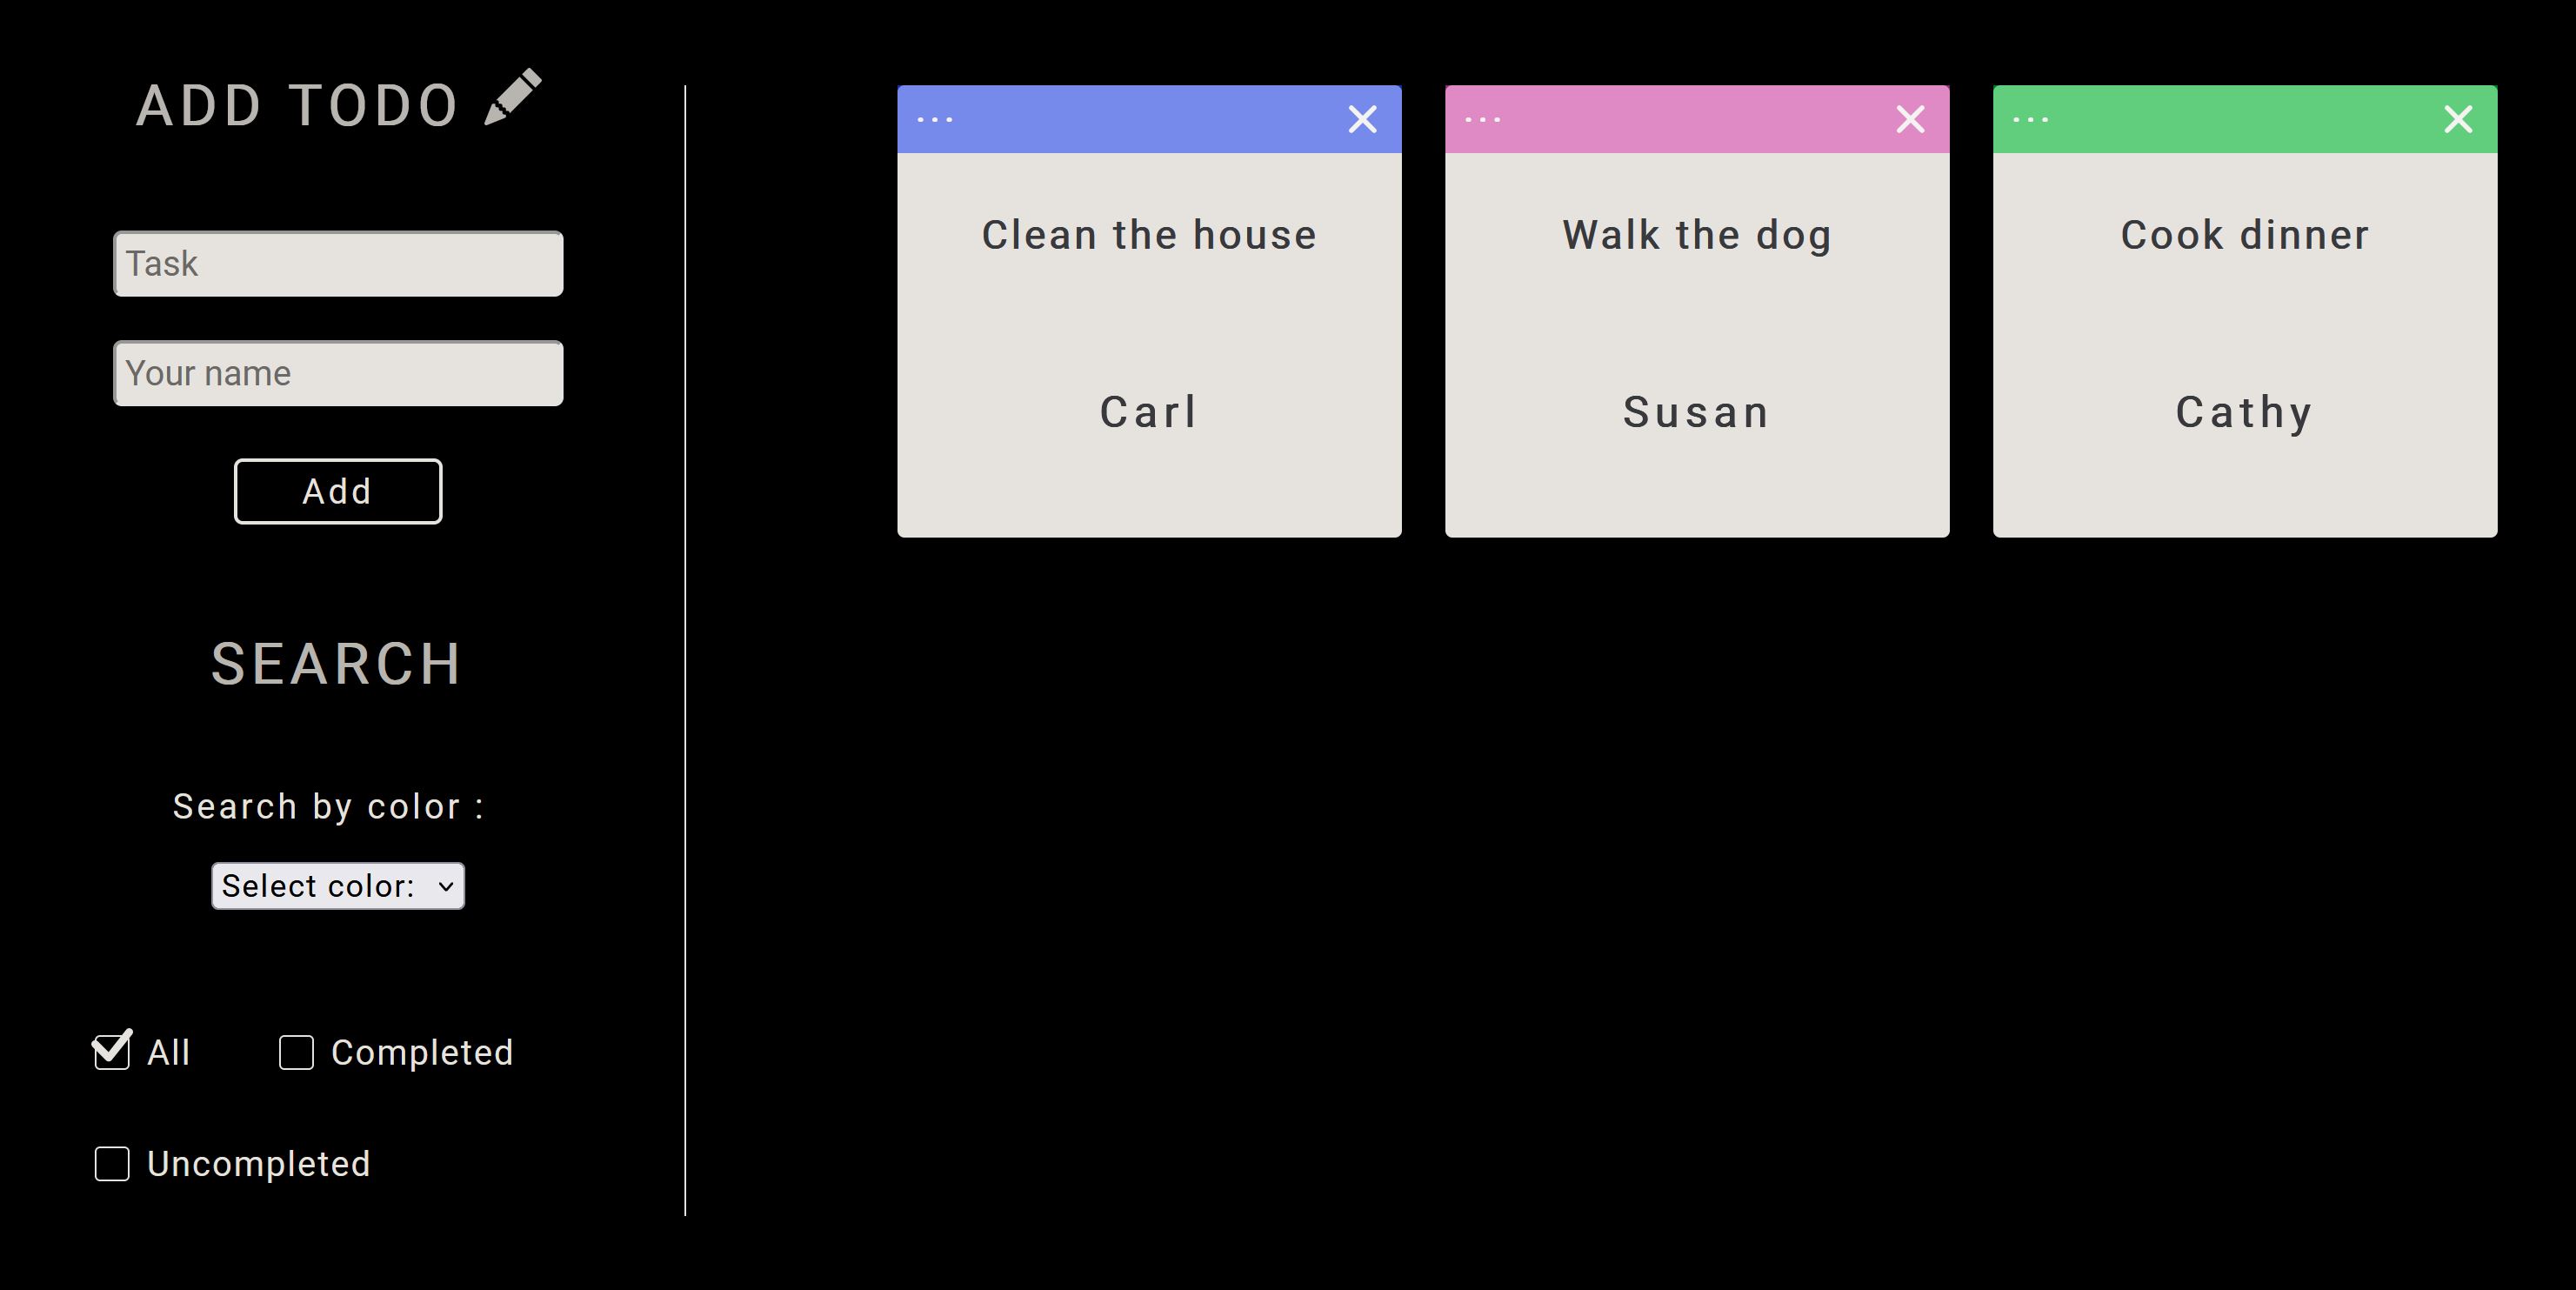 ADD TODO
Task
Your name
Add
SEARCH
Search by color :
Select color:
All
Completed
Uncompleted
Clean the house
Carl
Walk the dog
Susan
Cook dinner
Cathy